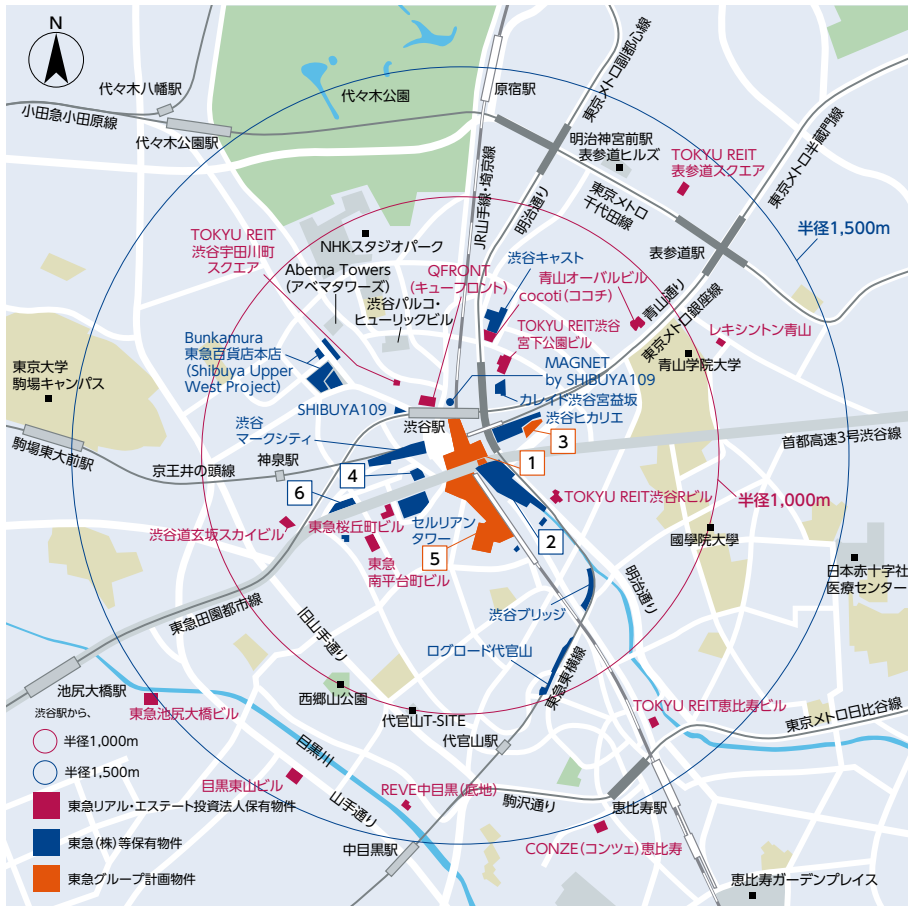 N
代々木八幡駅
小田急小田原線
代々木公園駅
代々木公園
原宿駅
東京メトロ副都心線
明治神宮前駅
表参道ヒルズ
TOKYU REIT
表参道スクエア
東京メトロ半蔵門線
東京メトロ
千代田線
JR山手線・埼京線
明治通り
表参道駅
半径1,500m
TOKYU REIT
渋谷宇田川町
スクエア
NHKスタジオパーク
Abema Towers
（アベマタワーズ）
渋谷パルコ・
ヒューリックビル
QFRONT
（キューフロント）
渋谷キャスト
青山オーバルビル
cocoti（ココチ）
青山通り
東京メトロ銀座線
レキシントン青山
TOKYU REIT渋谷
宮下公園ビル
青山学院大学
Bunkamura
東急百貨店本店
（Shibuya Upper
West Project）
MAGNET
by SHIBUYA109
カレイド渋谷宮益坂
東京大学
駒場キャンパス
SHIBUYA109
渋谷駅
渋谷ヒカリエ
3
首都高速3号渋谷線
渋谷
マークシティ
駒場東大前駅
京王井の頭線
神泉駅
4
1
6
TOKYU REIT渋谷Rビル
半径1,000m
渋谷道玄坂スカイビル
東急桜丘町ビル
セルリアン
タワー
5
2
國學院大學
東急
南平台町ビル
日本赤十字社
医療センター
明治通り
東急田園都市線
旧山手通り
渋谷ブリッジ
ログロード代官山
東急東横線
池尻大橋駅
西郷山公園
東急池尻大橋ビル
代官山T-SITE
TOKYU REIT恵比寿ビル
東京メトロ日比谷線
代官山駅
目黒川
目黒東山ビル
山手通り
REVE中目黒（底地）
駒沢通り
恵比寿駅
中目黒駅
CONZE（コンツェ）恵比寿
恵比寿ガーデンプレイス
渋谷駅から、
半径1,000m
半径1,500m
東急リアル・エステート投資法人保有物件
東急（株）等保有物件
東急グループ計画物件